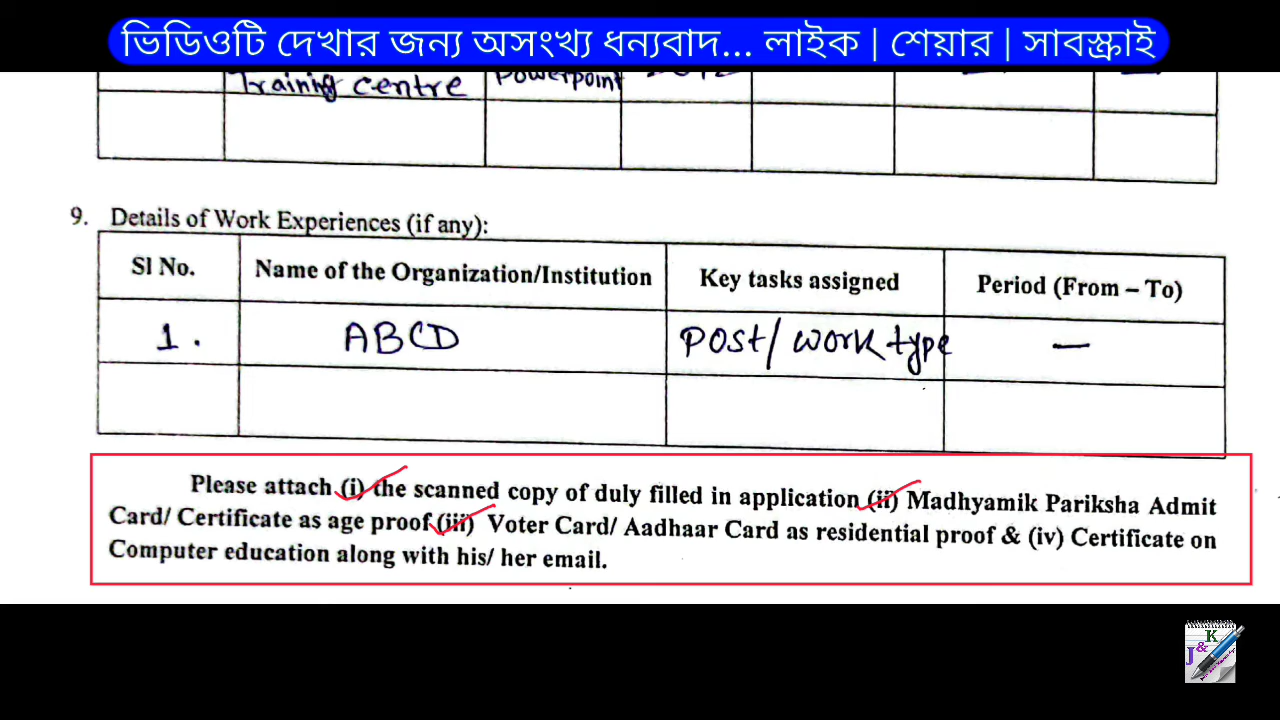 ভিডিওটি দেখার জন্য অসংখ্য ধন্যবাদ... লাইক | শেয়ার | সাবস্ক্রাই
Training centre Powerpoint
9. Details of Work Experiences (if any):
Sl No. Name of the Organization/Institution Key tasks assigned Period (From – To)
1. ABCD Post/ work type —
Please attach (i) the scanned copy of duly filled in application (ii) Madhyamik Pariksha Admit
Card/ Certificate as age proof (iii) Voter Card/ Aadhaar Card as residential proof & (iv) Certificate on
Computer education along with his/ her email.
J & K